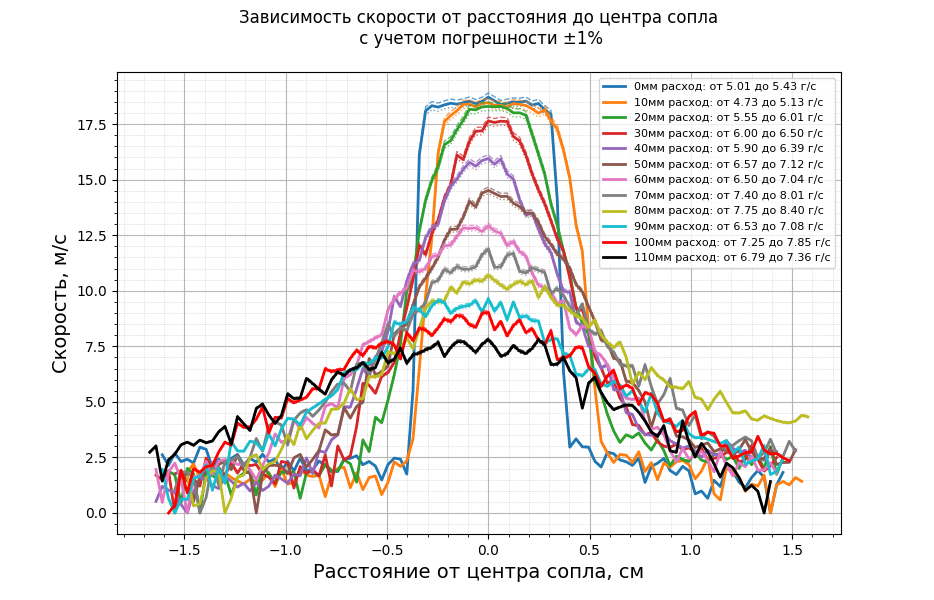 Зависимость скорости от расстояния до центра сопла
с учетом погрешности ±1%
Скорость, м/с
17.5
15.0
12.5
10.0
7.5
5.0
2.5
0.0
0мм расход: от 5.01 до 5.43 г/с
10мм расход: от 4.73 до 5.13 г/с
20мм расход: от 5.55 до 6.01 г/с
30мм расход: от 6.00 до 6.50 г/с
40мм расход: от 5.90 до 6.39 г/с
50мм расход: от 6.57 до 7.12 г/с
60мм расход: от 6.50 до 7.04 г/с
70мм расход: от 7.40 до 8.01 г/с
80мм расход: от 7.75 до 8.40 г/с
90мм расход: от 6.53 до 7.08 г/с
100мм расход: от 7.25 до 7.85 г/с
110мм расход: от 6.79 до 7.36 г/с
−1.5 −1.0 −0.5 0.0 0.5 1.0 1.5
Расстояние от центра сопла, см